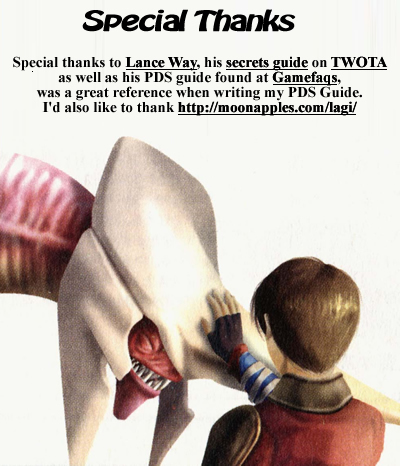 Special Thanks
Special thanks to Lance Way, his secrets guide on TWOTA
as well as his PDS guide found at Gamefaqs,
was a great reference when writing my PDS Guide.
I'd also like to thank http://moonapples.com/lagi/